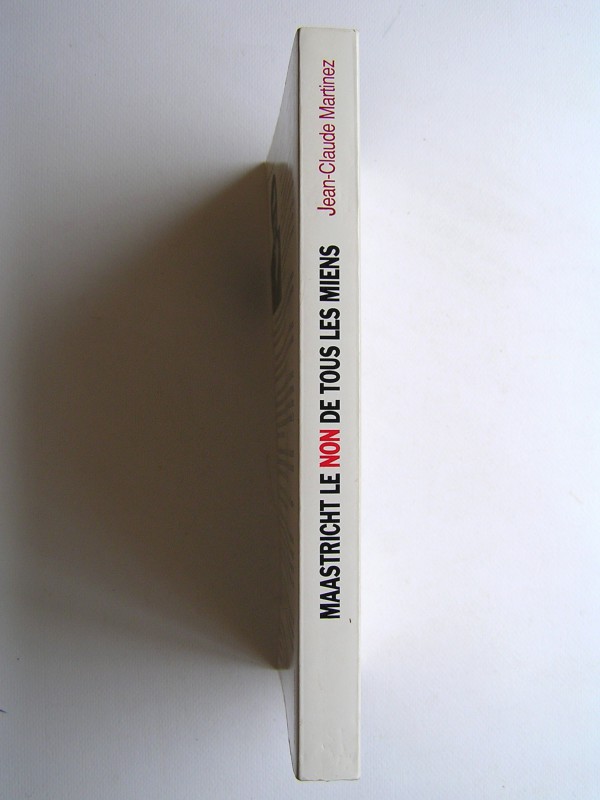 MAASTRICHT LE NON DE TOUS LES MIENS
Jean-Claude Martinez